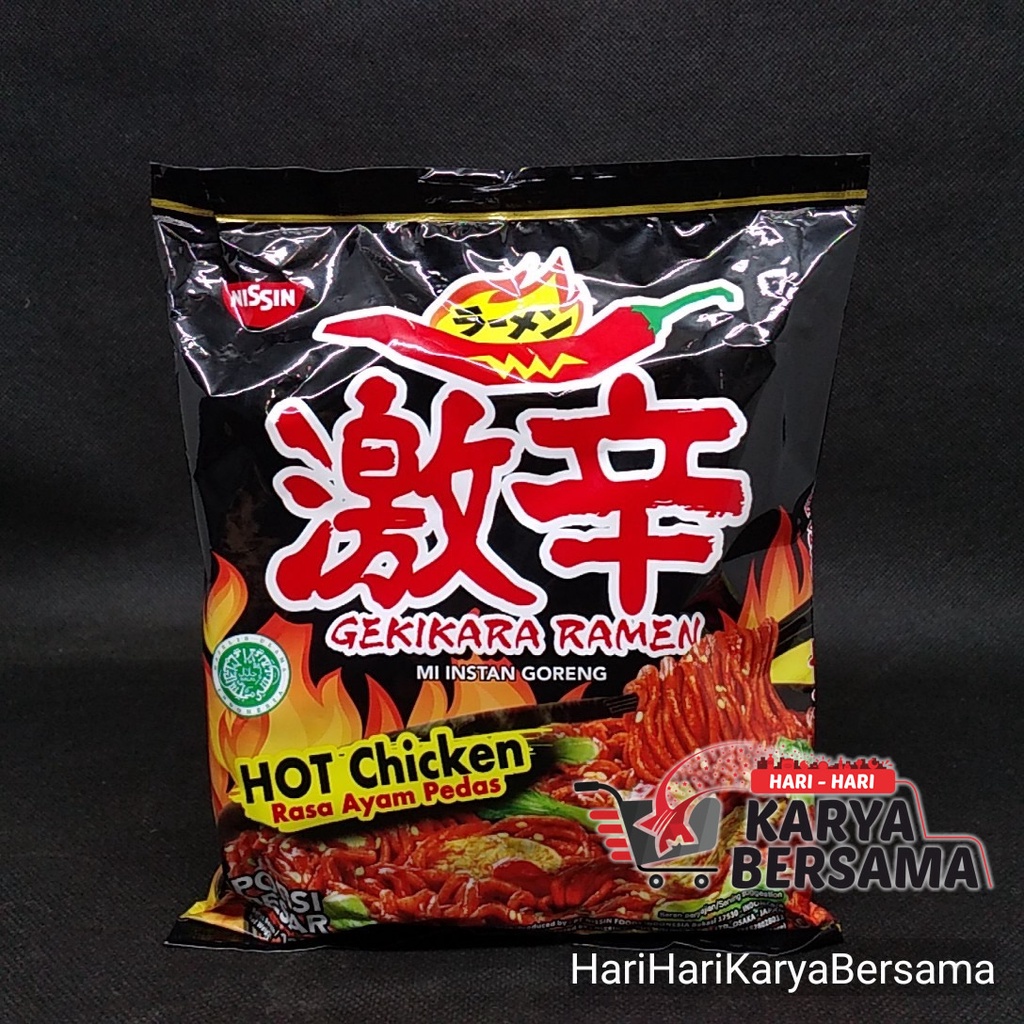 NISSIN
ラーメン
激辛
GEKIKARA RAMEN
MI INSTAN GORENG
HOT Chicken
Rasa Ayam Pedas
HARI - HARI
KARYA
BERSAMA
HariHariKaryaBersama